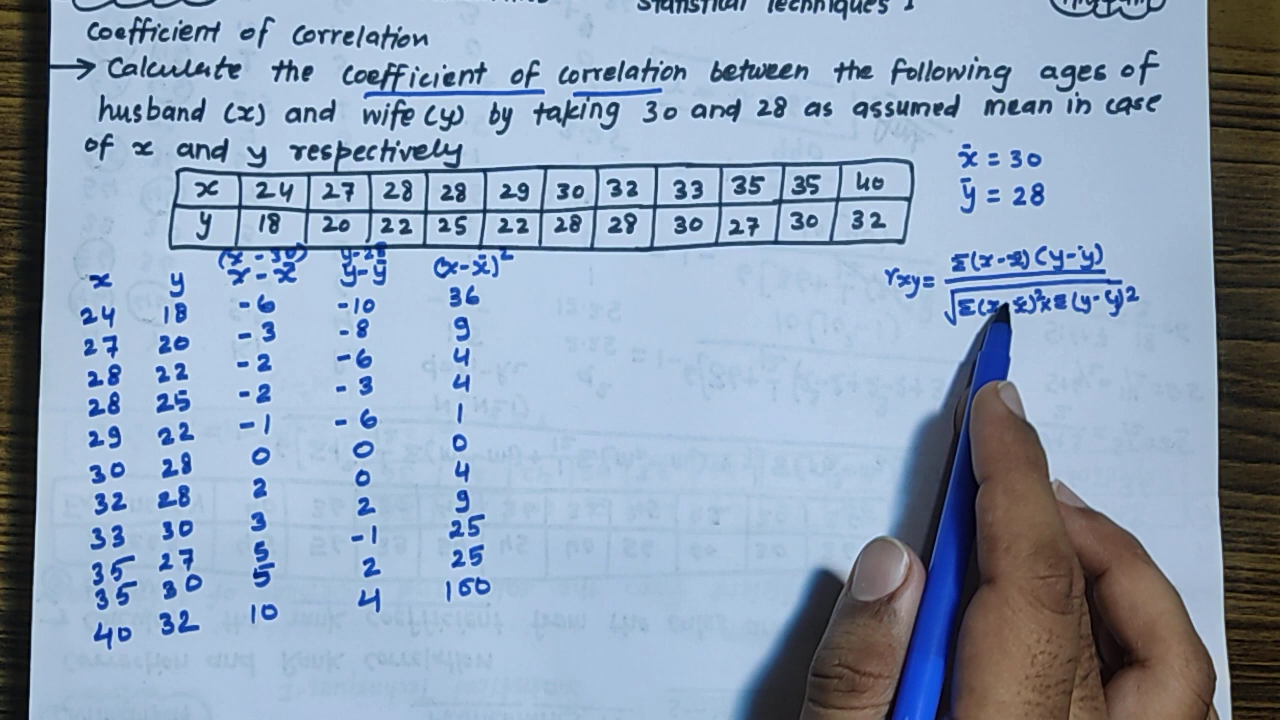 Statistical Techniques I
Coefficient of Correlation
→ Calculate the coefficient of correlation between the following ages of
husband (x) and wife (y) by taking 30 and 28 as assumed mean in case
of x and y respectively
x 24 27 28 28 29 30 32 33 35 35 40
y 18 20 22 25 22 28 28 30 27 30 32
x̄ = 30
ȳ = 28
(x-30) y-28
x y x-x̄ y-ȳ (x-x̄)²
24 18 -6 -10 36
27 20 -3 -8 9
28 22 -2 -6 4
28 25 -2 -3 4
29 22 -1 -6 1
30 28 0 0 0
32 28 2 0 4
33 30 3 2 9
35 27 5 -1 25
35 30 5 2 25
40 32 10 4 100
rxy = Σ(x-x̄)(y-ȳ)
√Σ(x-x̄)²xΣ(y-ȳ)²